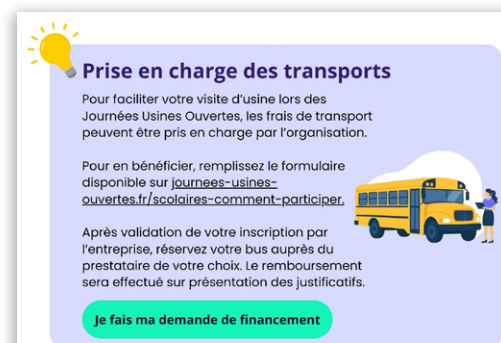 Prise en charge des transports
Pour faciliter votre visite d'usine lors des
Journées Usines Ouvertes, les frais de transport
peuvent être pris en charge par l'organisation.
Pour en bénéficier, remplissez le formulaire
disponible sur journees-usines-
ouvertes.fr/scolaires-comment-participer.
Après validation de votre inscription par
l'entreprise, réservez votre bus auprès du
prestataire de votre choix. Le remboursement
sera effectué sur présentation des justificatifs.
Je fais ma demande de financement